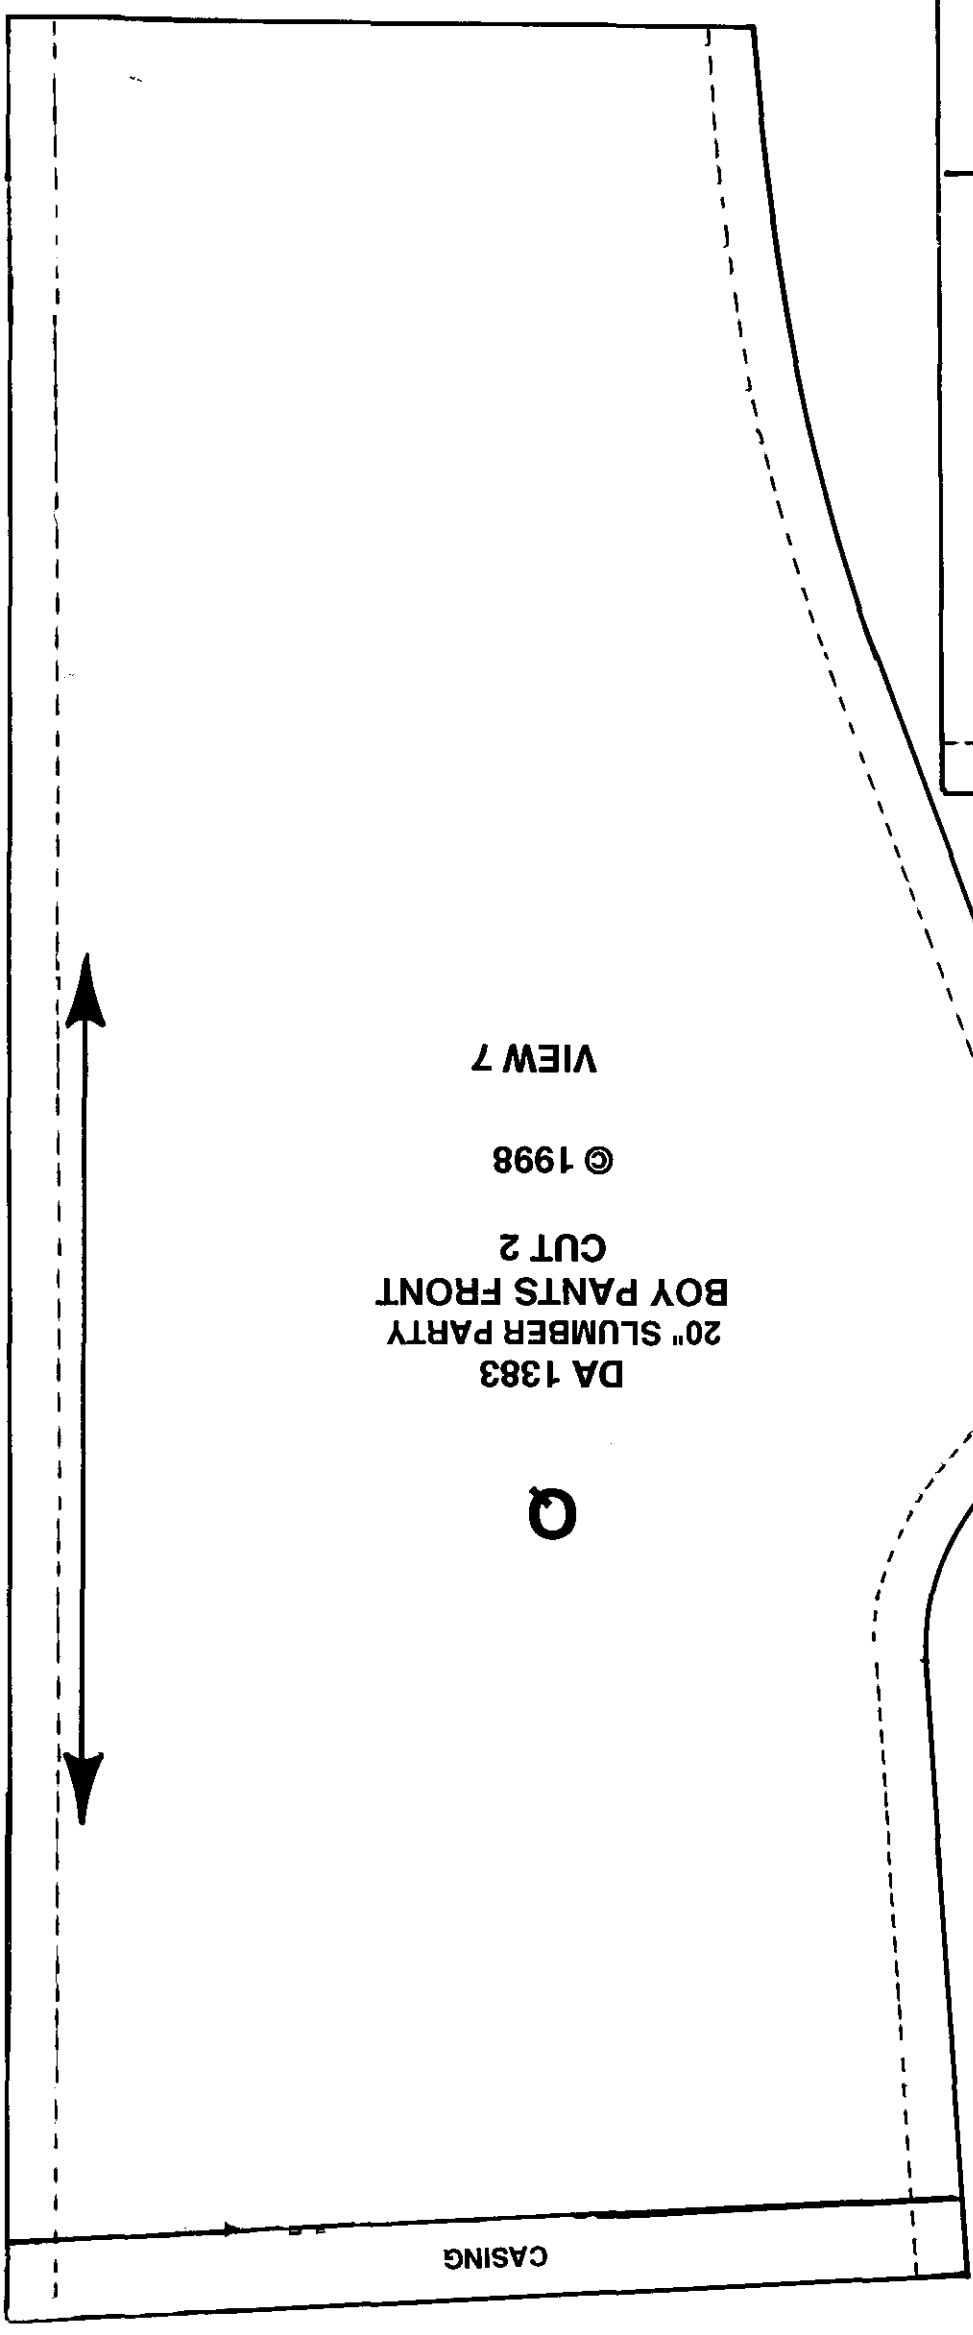 CASING
Q
DA 1383
20" SLUMBER PARTY
BOY PANTS FRONT
CUT 2
© 1998
VIEW 7